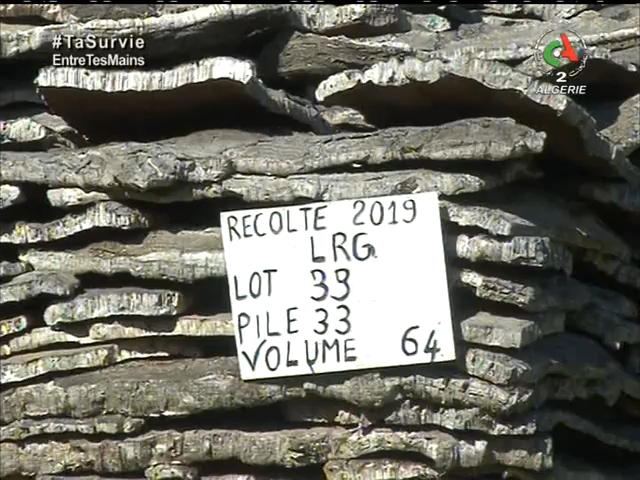 #TaSurvie
EntreTesMains
2
ALGERIE
RECOLTE 2019
LRG
LOT 33
PILE 33
VOLUME 64